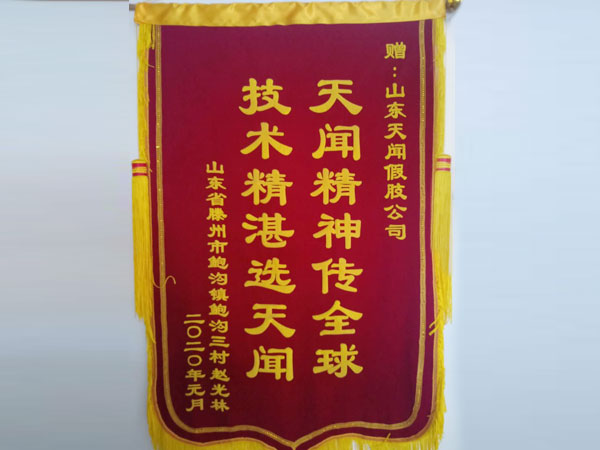 赠：山东天闻假肢公司
天闻精神传全球
技术精湛选天闻
山东省滕州市鲍沟镇鲍沟三村赵光林
二〇二〇年元月